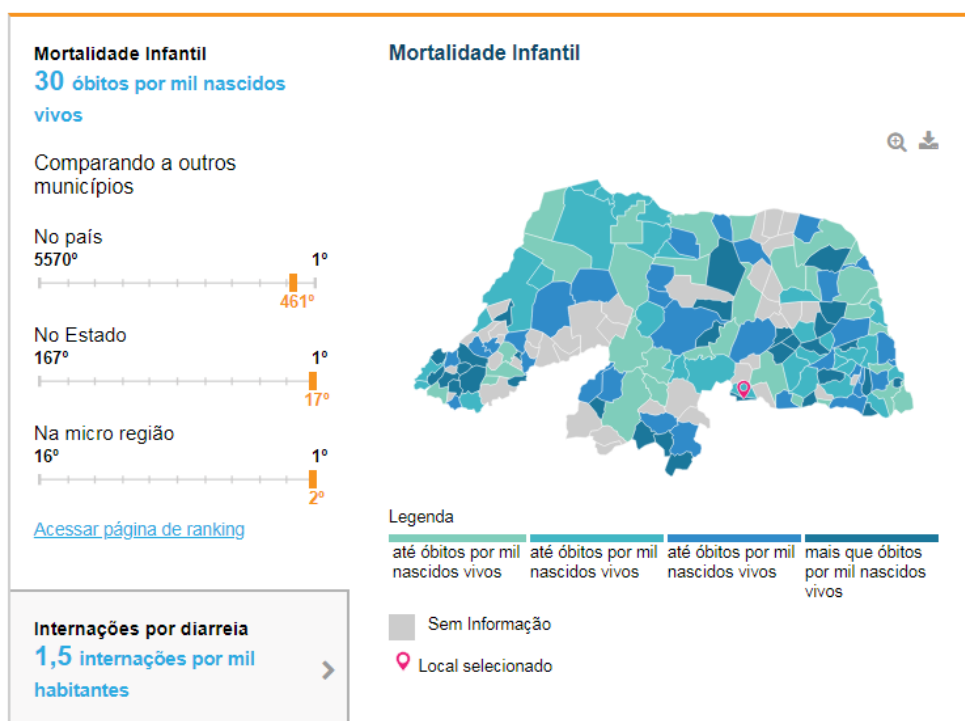 Mortalidade Infantil
30 óbitos por mil nascidos
vivos
Comparando a outros
municípios
No país
5570º 1º
461º
No Estado
167º 1º
17º
Na micro região
16º 1º
2º
Acessar página de ranking
Internações por diarreia
1,5 internações por mil
habitantes
Mortalidade Infantil
Legenda
até óbitos por mil
nascidos vivos
até óbitos por mil
nascidos vivos
até óbitos por mil
nascidos vivos
mais que óbitos
por mil nascidos
vivos
Sem Informação
Local selecionado